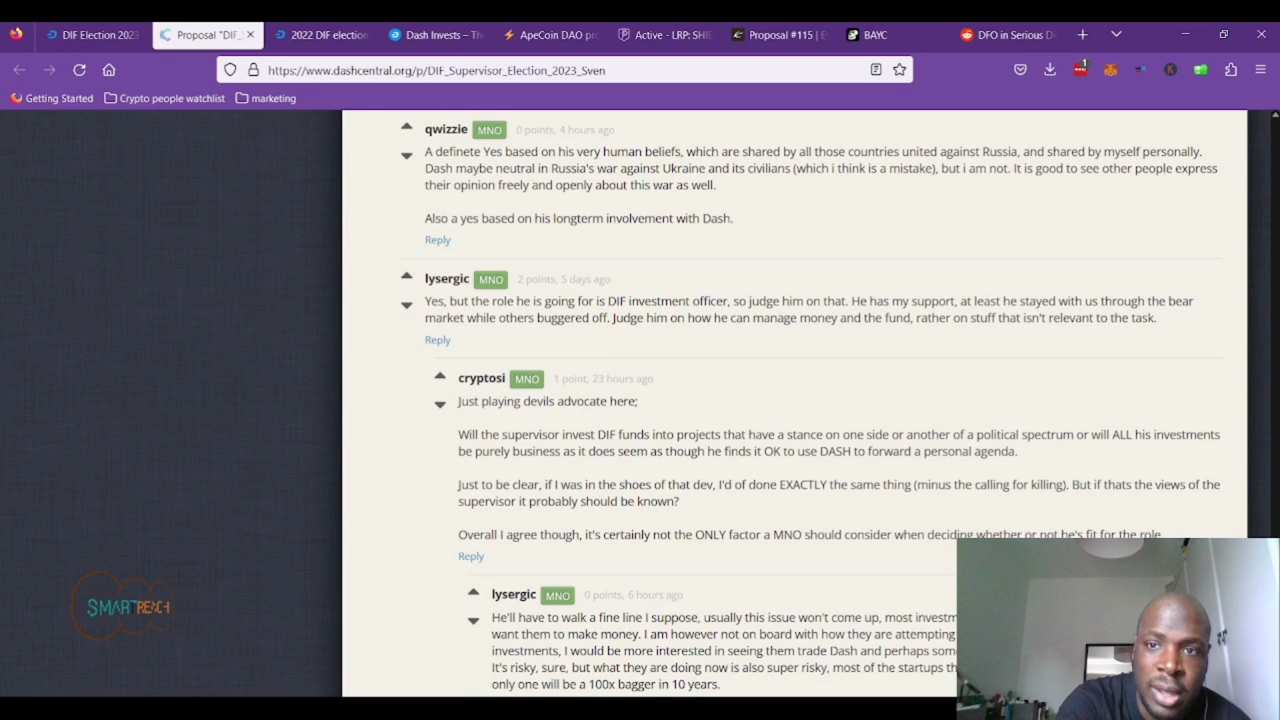 DIF Election 2023
Proposal "DIF_
2022 DIF election
Dash Invests – Th
ApeCoin DAO pro
Active - LRP: SHIE
Proposal #115 | E
BAYC
DFO in Serious De
https://www.dashcentral.org/p/DIF_Supervisor_Election_2023_Sven
1
Getting Started
Crypto people watchlist
marketing
qwizzie MNO 0 points, 4 hours ago
A definete Yes based on his very human beliefs, which are shared by all those countries united against Russia, and shared by myself personally.
Dash maybe neutral in Russia's war against Ukraine and its civilians (which i think is a mistake), but i am not. It is good to see other people express
their opinion freely and openly about this war as well.
Also a yes based on his longterm involvement with Dash.
Reply
lysergic MNO 2 points, 5 days ago
Yes, but the role he is going for is DIF investment officer, so judge him on that. He has my support, at least he stayed with us through the bear
market while others buggered off. Judge him on how he can manage money and the fund, rather on stuff that isn't relevant to the task.
Reply
cryptosi MNO 1 point, 23 hours ago
Just playing devils advocate here;
Will the supervisor invest DIF funds into projects that have a stance on one side or another of a political spectrum or will ALL his investments
be purely business as it does seem as though he finds it OK to use DASH to forward a personal agenda.
Just to be clear, if I was in the shoes of that dev, I'd of done EXACTLY the same thing (minus the calling for killing). But if thats the views of the
supervisor it probably should be known?
Overall I agree though, it's certainly not the ONLY factor a MNO should consider when deciding whether or not he's fit for the role.
Reply
lysergic MNO 0 points, 6 hours ago
He'll have to walk a fine line I suppose, usually this issue won't come up, most investm
want them to make money. I am however not on board with how they are attempting
investments, I would be more interested in seeing them trade Dash and perhaps som
It's risky, sure, but what they are doing now is also super risky, most of the startups th
only one will be a 100x bagger in 10 years.
SMARTREACH